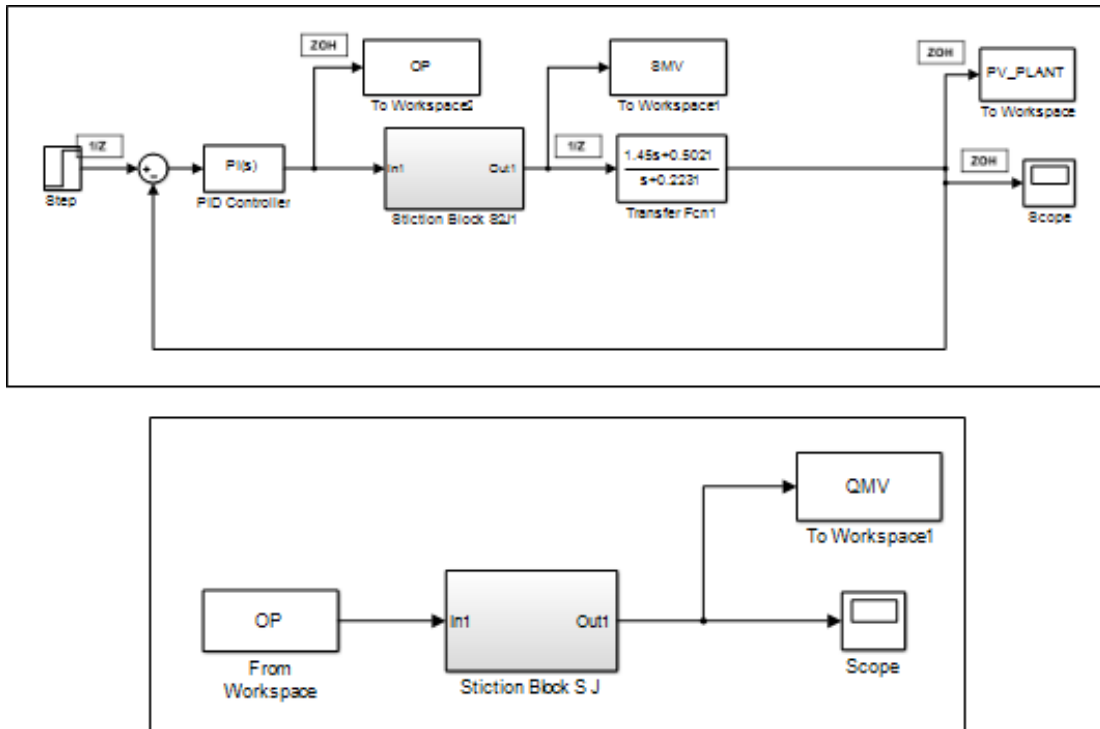 ZOH
OP
To Workspace2
SMV
To Workspace1
ZOH
PV_PLANT
To Workspace
1/Z
Step
+
−
PI(s)
PID Controller
In1
Out1
Stiction Block S2J1
1/Z
1.45s+0.5021
s+0.2231
Transfer Fcn1
ZOH
Scope
QMV
To Workspace1
OP
From
Workspace
In1
Out1
Stiction Block S J
Scope